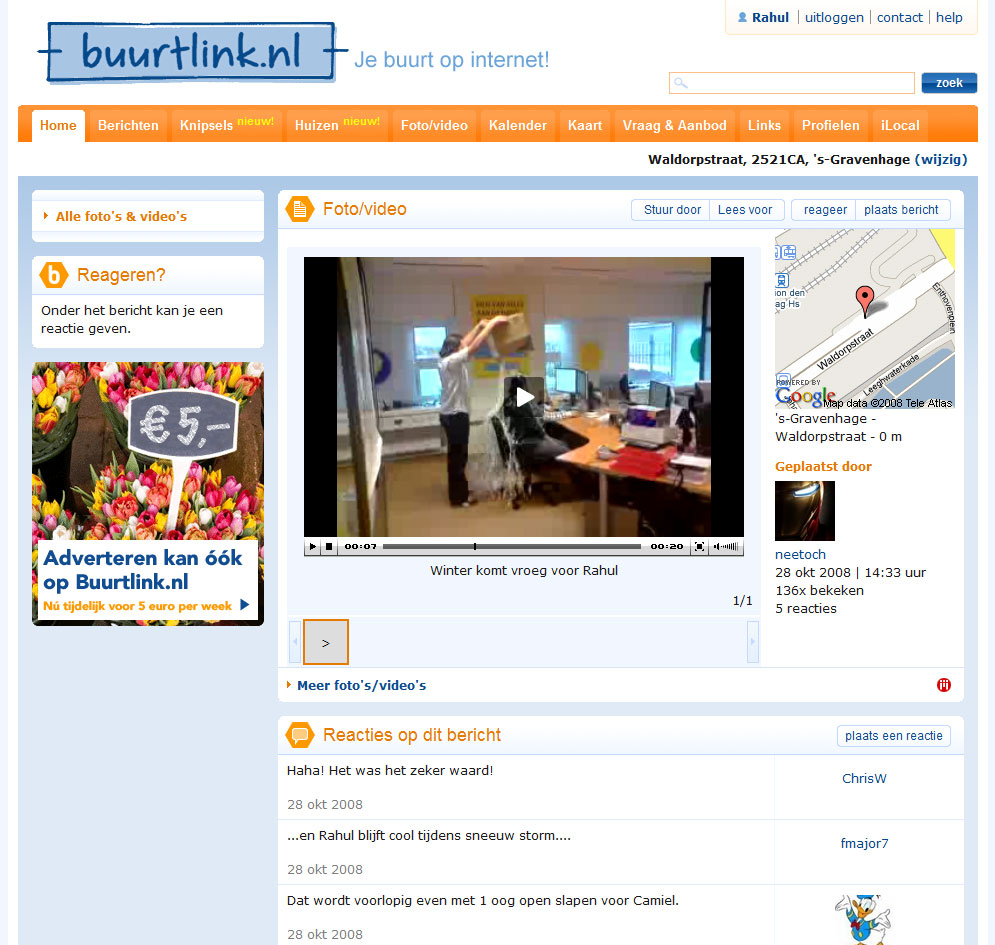 Rahul | uitloggen | contact | help
buurtlink.nl
Je buurt op internet!
zoek
Home Berichten Knipsels nieuw! Huizen nieuw! Foto/video Kalender Kaart Vraag & Aanbod Links Profielen iLocal
Waldorpstraat, 2521CA, 's-Gravenhage (wijzig)
Alle foto's & video's
b Reageren?
Onder het bericht kan je een
reactie geven.
€5,-
Adverteren kan óók
op Buurtlink.nl
Nú tijdelijk voor 5 euro per week
Foto/video
Stuur door Lees voor reageer plaats bericht
00:07 00:20
Winter komt vroeg voor Rahul
1/1
>
Waldorpstraat
Leeghwaterkade
POWERED BY
Google
Map data ©2008 Tele Atlas
's-Gravenhage -
Waldorpstraat - 0 m
Geplaatst door
neetoch
28 okt 2008 | 14:33 uur
136x bekeken
5 reacties
Meer foto's/video's
Reacties op dit bericht
plaats een reactie
Haha! Het was het zeker waard!
ChrisW
28 okt 2008
...en Rahul blijft cool tijdens sneeuw storm....
fmajor7
28 okt 2008
Dat wordt voorlopig even met 1 oog open slapen voor Camiel.
28 okt 2008